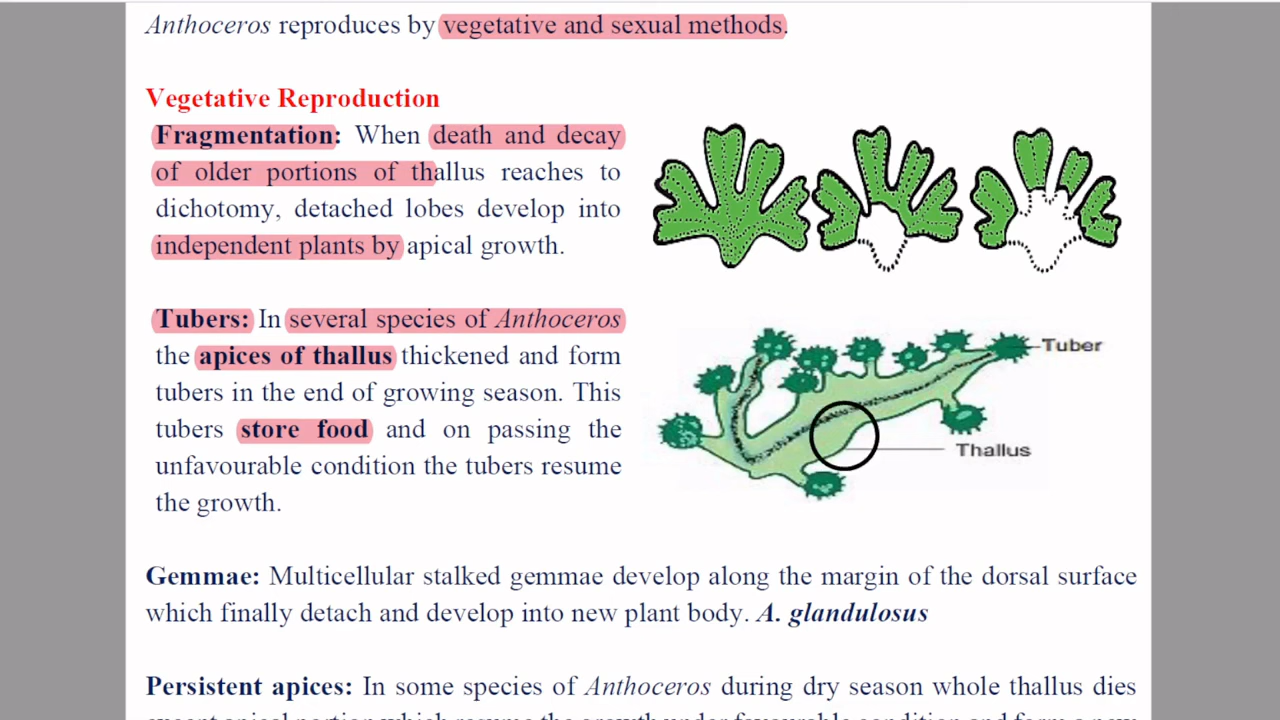 Anthoceros reproduces by vegetative and sexual methods.
Vegetative Reproduction
Fragmentation: When death and decay
of older portions of thallus reaches to
dichotomy, detached lobes develop into
independent plants by apical growth.
Tubers: In several species of Anthoceros
the apices of thallus thickened and form
tubers in the end of growing season. This
tubers store food and on passing the
unfavourable condition the tubers resume
the growth.
Tuber
Thallus
Gemmae: Multicellular stalked gemmae develop along the margin of the dorsal surface
which finally detach and develop into new plant body. A. glandulosus
Persistent apices: In some species of Anthoceros during dry season whole thallus dies